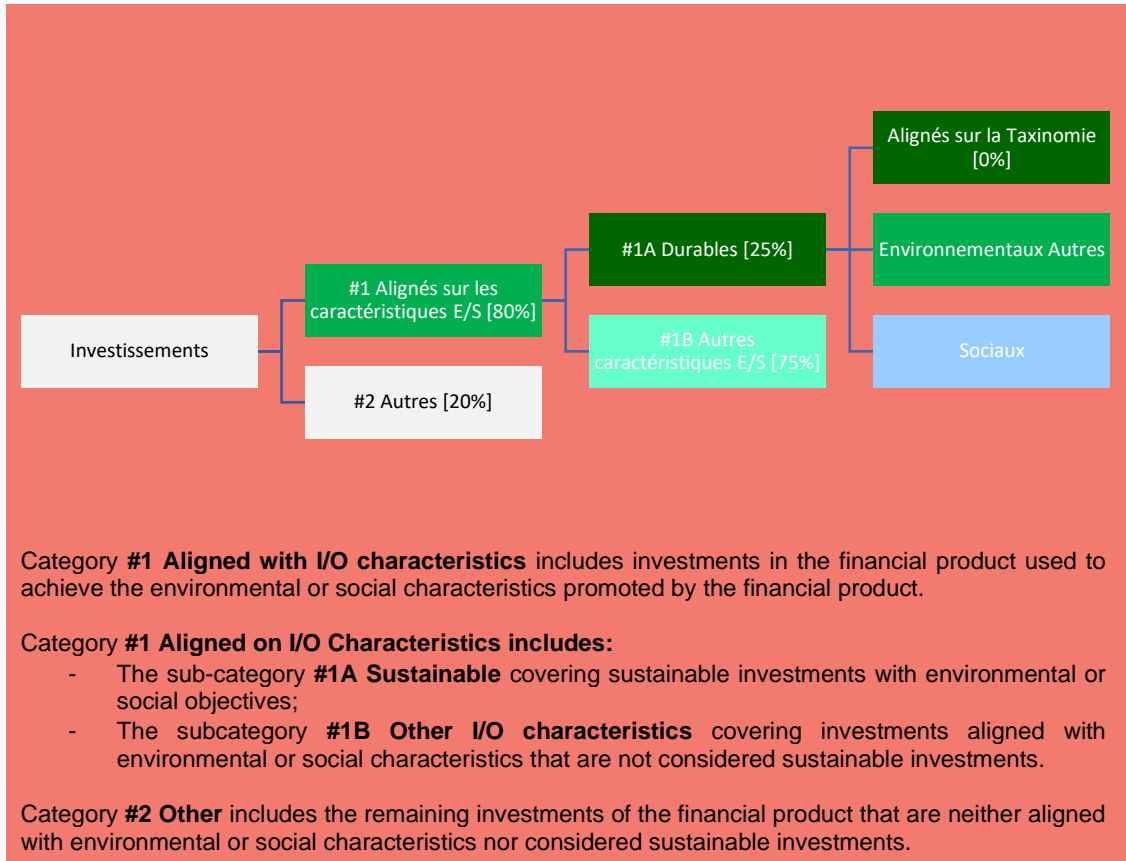 Alignés sur la Taxinomie
[0%]
#1A Durables [25%]
Environnementaux Autres
#1 Alignés sur les
caractéristiques E/S [80%]
Investissements
#1B Autres
caractéristiques E/S [75%]
Sociaux
#2 Autres [20%]
Category #1 Aligned with I/O characteristics includes investments in the financial product used to
achieve the environmental or social characteristics promoted by the financial product.
Category #1 Aligned on I/O Characteristics includes:
- The sub-category #1A Sustainable covering sustainable investments with environmental or
social objectives;
- The subcategory #1B Other I/O characteristics covering investments aligned with
environmental or social characteristics that are not considered sustainable investments.
Category #2 Other includes the remaining investments of the financial product that are neither aligned
with environmental or social characteristics nor considered sustainable investments.